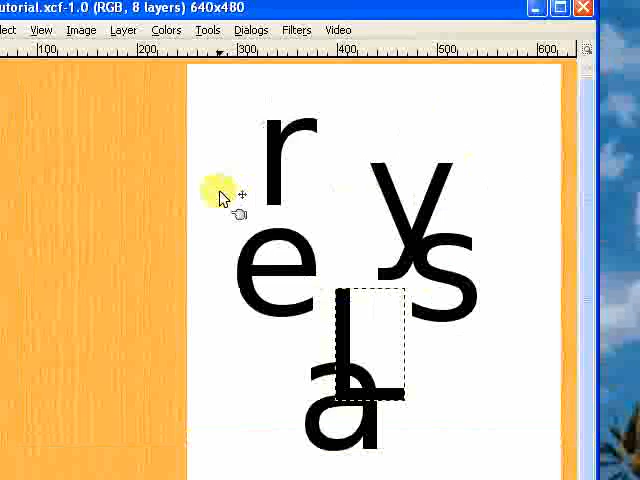 utorial.xcf-1.0 (RGB, 8 layers) 640x480
lect View Image Layer Colors Tools Dialogs Filters Video
100 200 300 400 500 600
r
y
e
s
L
a